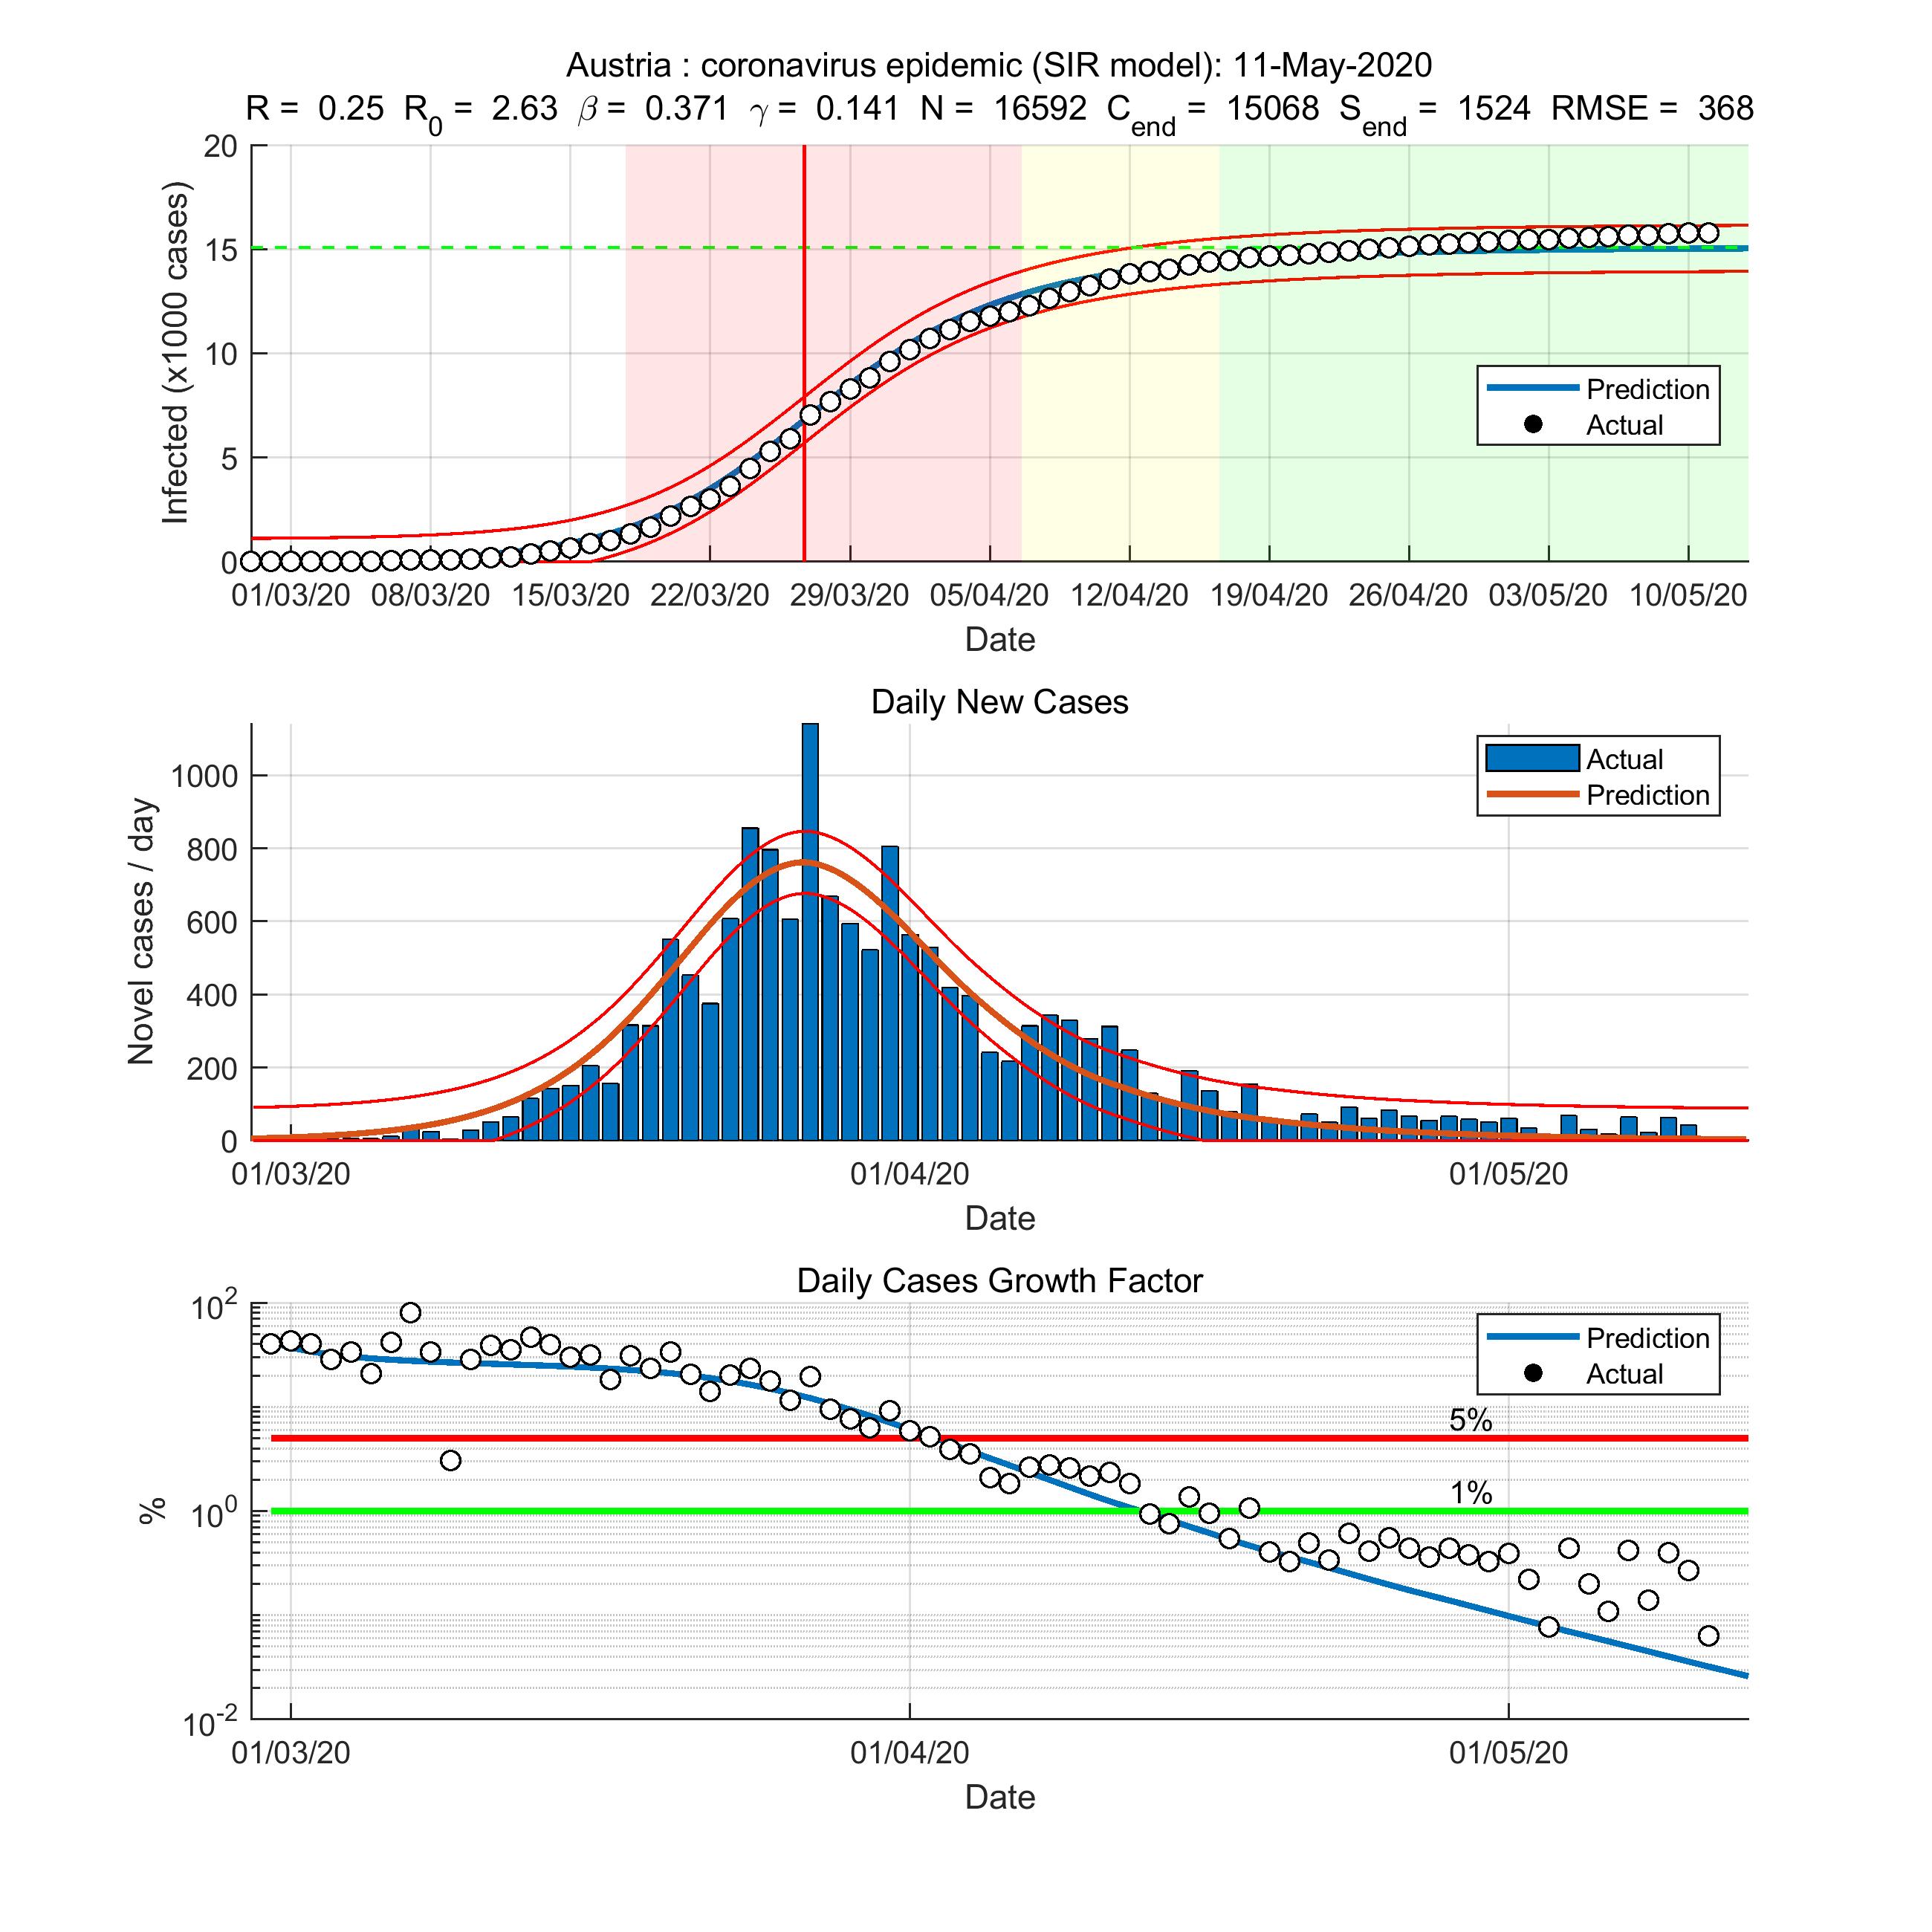 Austria : coronavirus epidemic (SIR model): 11-May-2020
R = 0.25 R0 = 2.63 β = 0.371 γ = 0.141 N = 16592 Cend = 15068 Send = 1524 RMSE = 368
Infected (x1000 cases)
20
15
10
5
0
Prediction
Actual
01/03/20 08/03/20 15/03/20 22/03/20 29/03/20 05/04/20 12/04/20 19/04/20 26/04/20 03/05/20 10/05/20
Date
Daily New Cases
Novel cases / day
1000
800
600
400
200
0
Actual
Prediction
01/03/20 01/04/20 01/05/20
Date
Daily Cases Growth Factor
%
10^2
10^0
10^-2
Prediction
Actual
5%
1%
01/03/20 01/04/20 01/05/20
Date